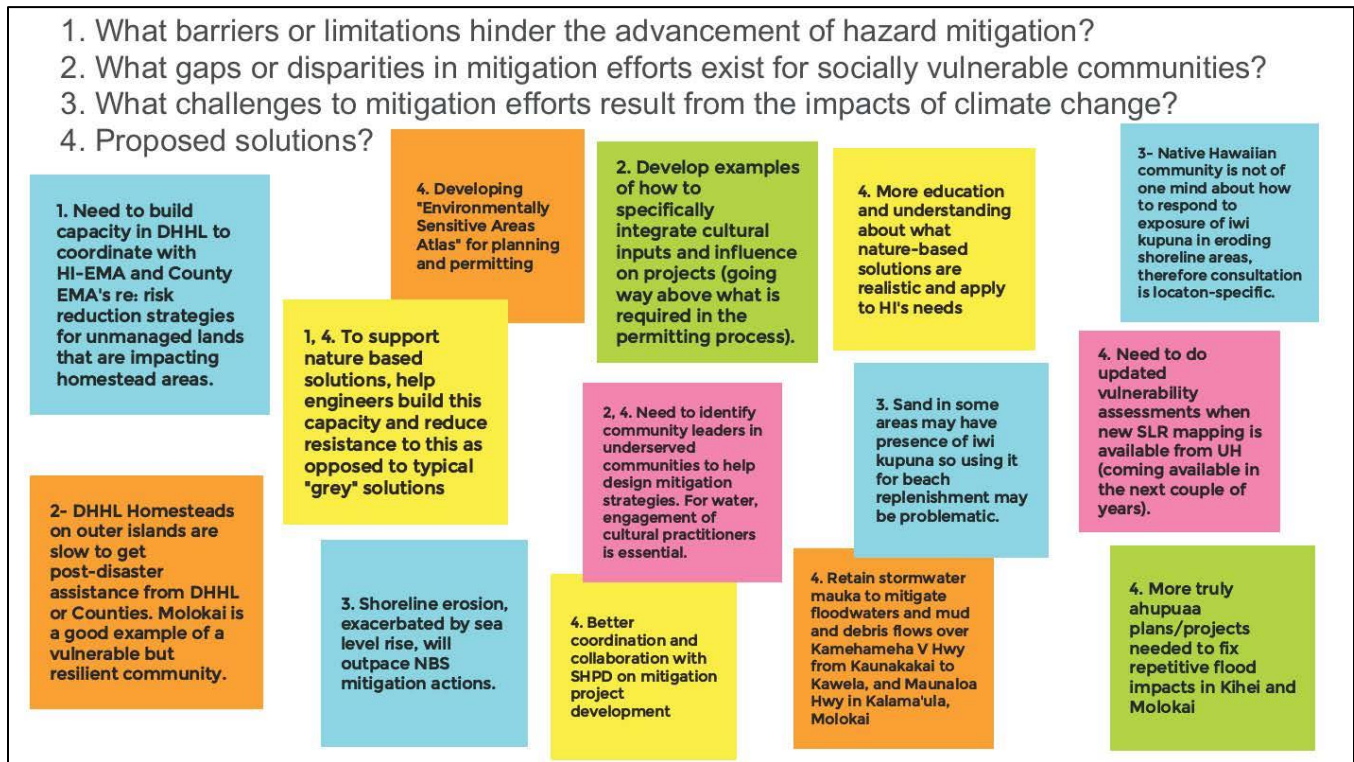 1. What barriers or limitations hinder the advancement of hazard mitigation?
2. What gaps or disparities in mitigation efforts exist for socially vulnerable communities?
3. What challenges to mitigation efforts result from the impacts of climate change?
4. Proposed solutions?
1. Need to build
capacity in DHHL to
coordinate with
HI-EMA and County
EMA's re: risk
reduction strategies
for unmanaged lands
that are impacting
homestead areas.
4. Developing
"Environmentally
Sensitive Areas
Atlas" for planning
and permitting
2. Develop examples
of how to
specifically
integrate cultural
inputs and influence
on projects (going
way above what is
required in the
permitting process).
4. More education
and understanding
about what
nature-based
solutions are
realistic and apply
to HI's needs
3- Native Hawaiian
community is not of
one mind about how
to respond to
exposure of iwi
kupuna in eroding
shoreline areas,
therefore consultation
is locaton-specific.
1, 4. To support
nature based
solutions, help
engineers build this
capacity and reduce
resistance to this as
opposed to typical
"grey" solutions
2, 4. Need to identify
community leaders in
underserved
communities to help
design mitigation
strategies. For water,
engagement of
cultural practitioners
is essential.
3. Sand in some
areas may have
presence of iwi
kupuna so using it
for beach
replenishment may
be problematic.
4. Need to do
updated
vulnerability
assessments when
new SLR mapping is
available from UH
(coming available in
the next couple of
years).
2- DHHL Homesteads
on outer islands are
slow to get
post-disaster
assistance from DHHL
or Counties. Molokai is
a good example of a
vulnerable but
resilient community.
3. Shoreline erosion,
exacerbated by sea
level rise, will
outpace NBS
mitigation actions.
4. Better
coordination and
collaboration with
SHPD on mitigation
project
development
4. Retain stormwater
mauka to mitigate
floodwaters and mud
and debris flows over
Kamehameha V Hwy
from Kaunakakai to
Kawela, and Maunaloa
Hwy in Kalama'ula,
Molokai
4. More truly
ahupuaa
plans/projects
needed to fix
repetitive flood
impacts in Kihei and
Molokai